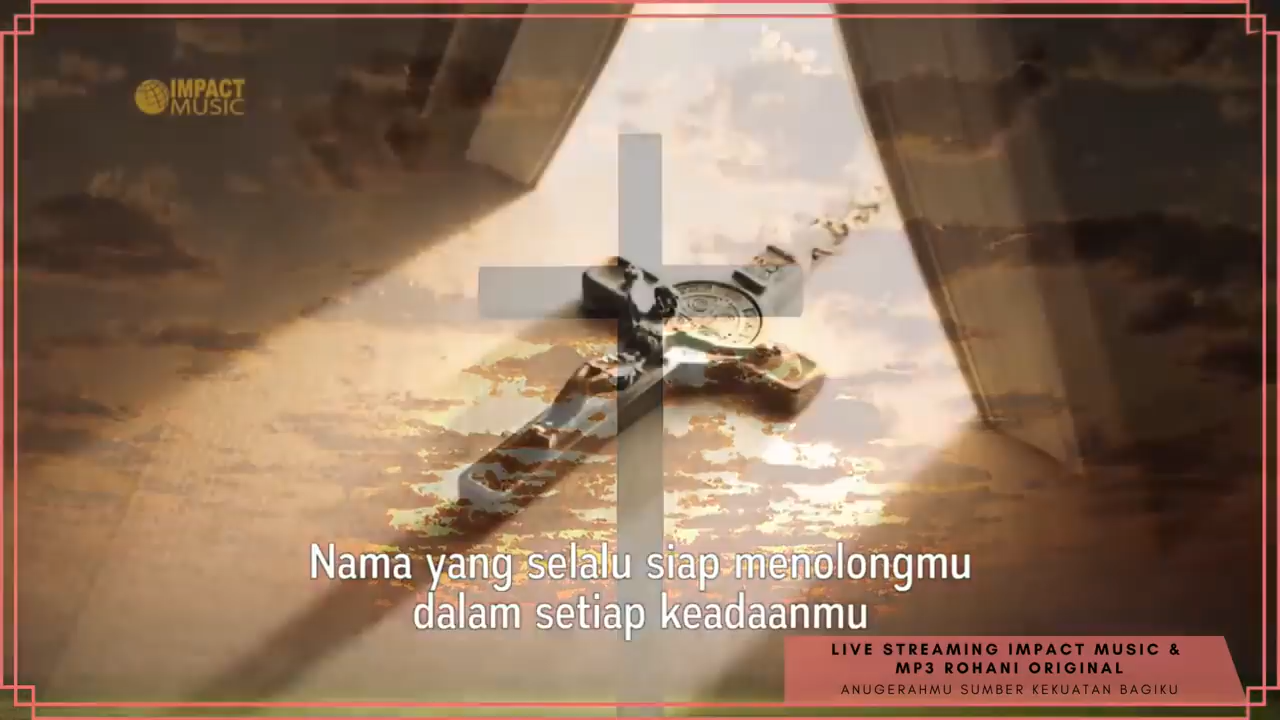 IMPACT
MUSIC
Nama yang selalu siap menolongmu
dalam setiap keadaanmu
LIVE STREAMING IMPACT MUSIC &
MP3 ROHANI ORIGINAL
ANUGERAHMU SUMBER KEKUATAN BAGIKU